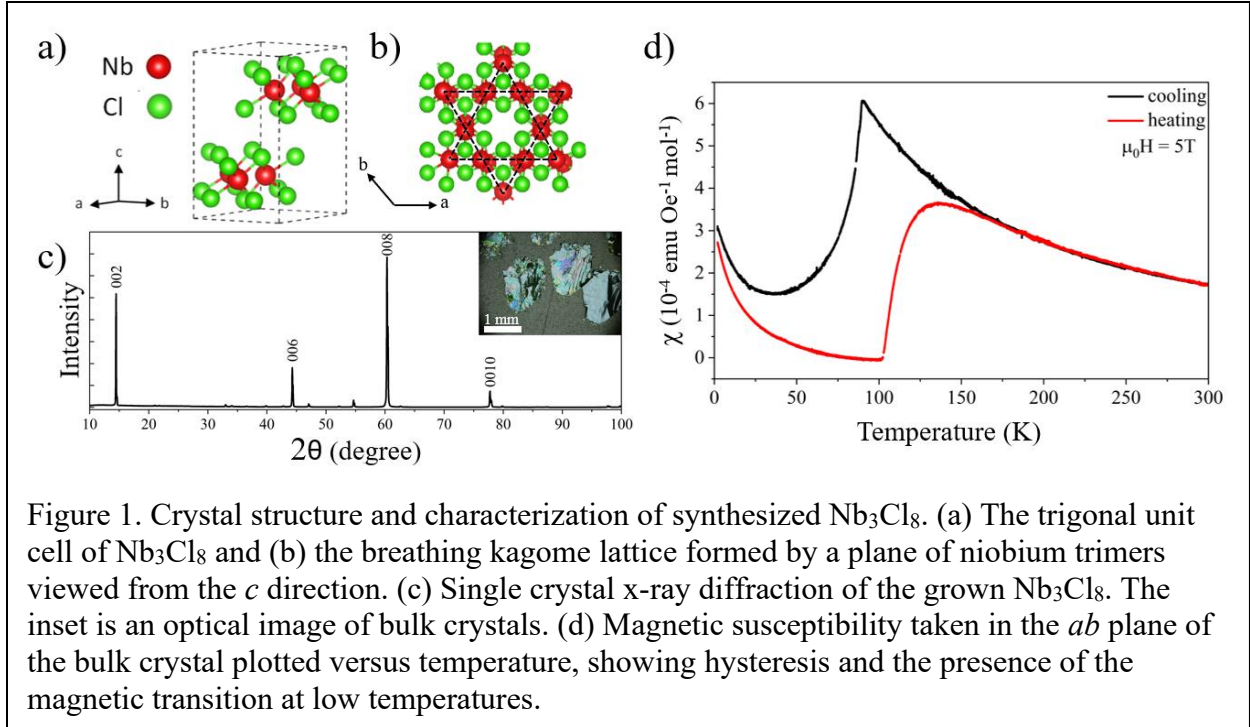 a)
Nb
Cl
c
a
b
b)
b
a
c)
Intensity
002
006
008
0010
1 mm
10 20 30 40 50 60 70 80 90 100
2θ (degree)
d)
χ (10⁻⁴ emu Oe⁻¹ mol⁻¹)
6
5
4
3
2
1
0
cooling
heating
μ₀H = 5T
0 50 100 150 200 250 300
Temperature (K)
Figure 1. Crystal structure and characterization of synthesized Nb₃Cl₈. (a) The trigonal unit
cell of Nb₃Cl₈ and (b) the breathing kagome lattice formed by a plane of niobium trimers
viewed from the c direction. (c) Single crystal x-ray diffraction of the grown Nb₃Cl₈. The
inset is an optical image of bulk crystals. (d) Magnetic susceptibility taken in the ab plane of
the bulk crystal plotted versus temperature, showing hysteresis and the presence of the
magnetic transition at low temperatures.